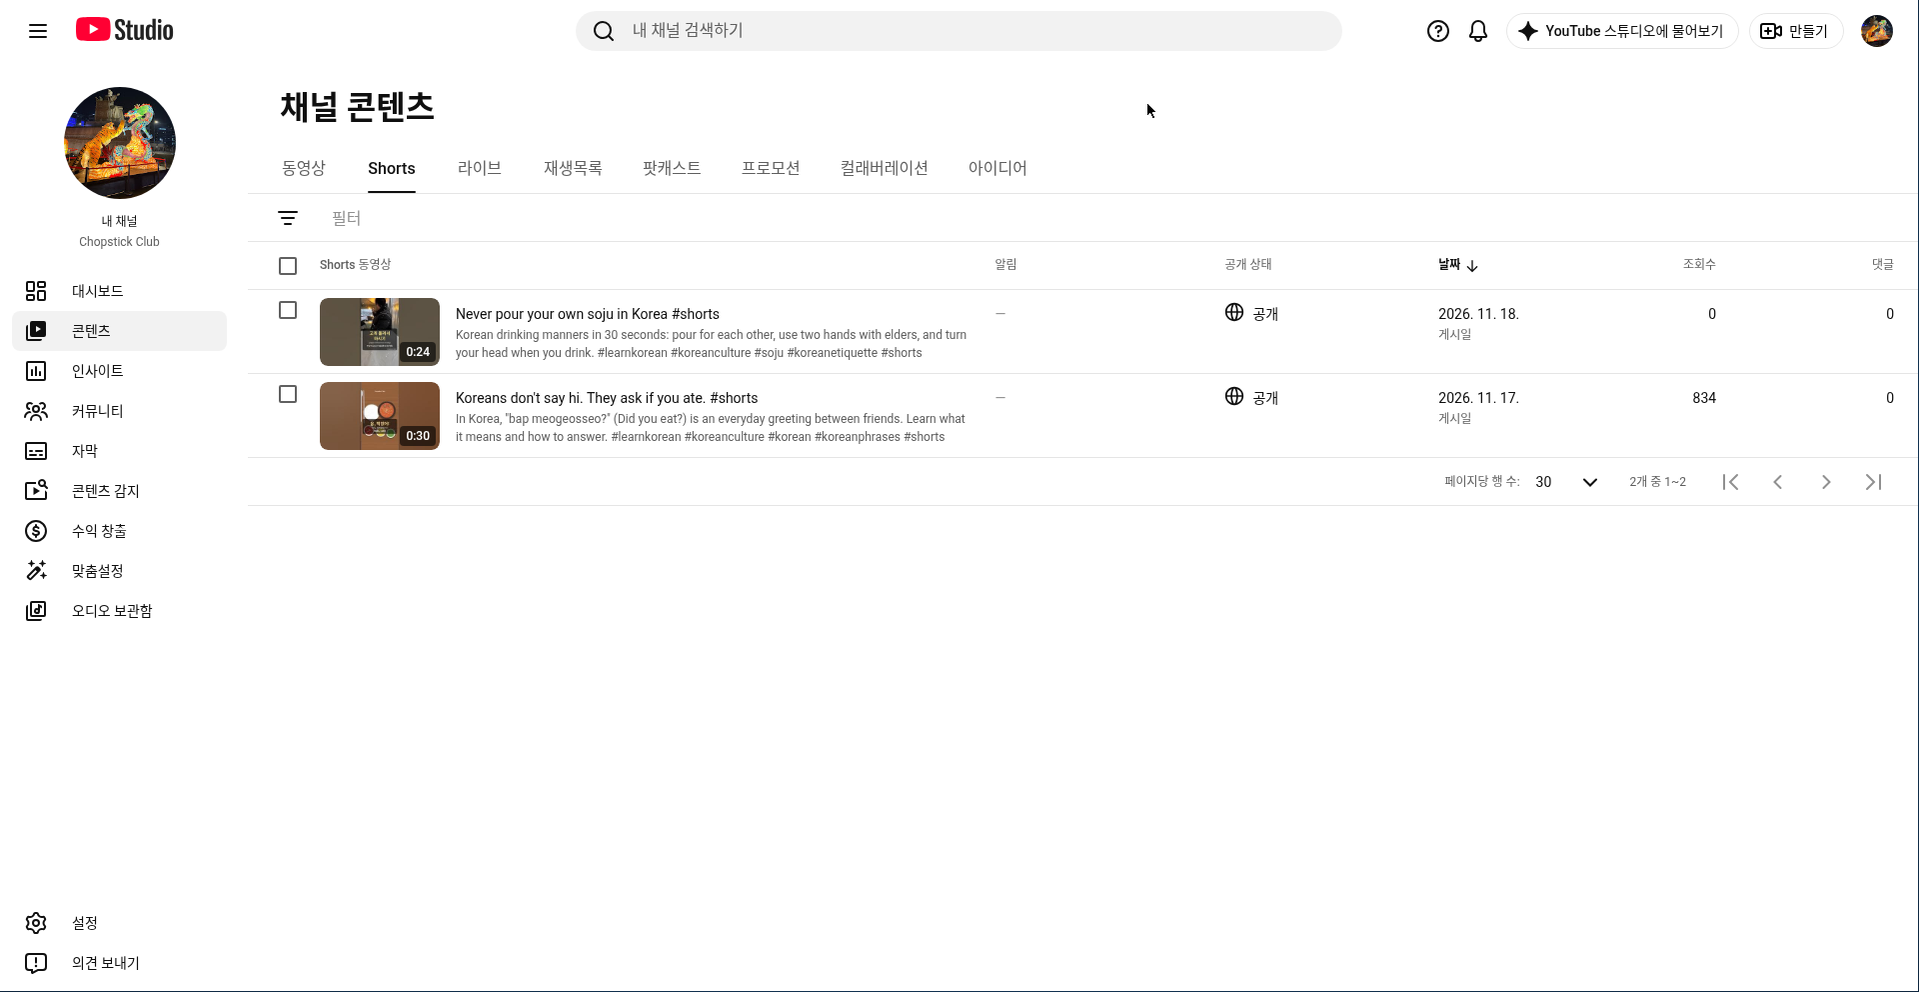 Studio
내 채널 검색하기
YouTube 스튜디오에 물어보기
만들기
내 채널
Chopstick Club
대시보드
콘텐츠
인사이트
커뮤니티
자막
콘텐츠 감지
수익 창출
맞춤설정
오디오 보관함
설정
의견 보내기
채널 콘텐츠
동영상 Shorts 라이브 재생목록 팟캐스트 프로모션 컬래버레이션 아이디어
필터
Shorts 동영상 알림 공개 상태 날짜 조회수 댓글
0:24
Never pour your own soju in Korea #shorts — 공개 2026. 11. 18. 0 0
Korean drinking manners in 30 seconds: pour for each other, use two hands with elders, and turn 게시일
your head when you drink. #learnkorean #koreanculture #soju #koreanetiquette #shorts
0:30
Koreans don't say hi. They ask if you ate. #shorts — 공개 2026. 11. 17. 834 0
In Korea, "bap meogeosseo?" (Did you eat?) is an everyday greeting between friends. Learn what 게시일
it means and how to answer. #learnkorean #koreanculture #korean #koreanphrases #shorts
페이지당 행 수: 30 2개 중 1~2